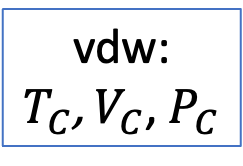 vdw:
T_C, V_C, P_C